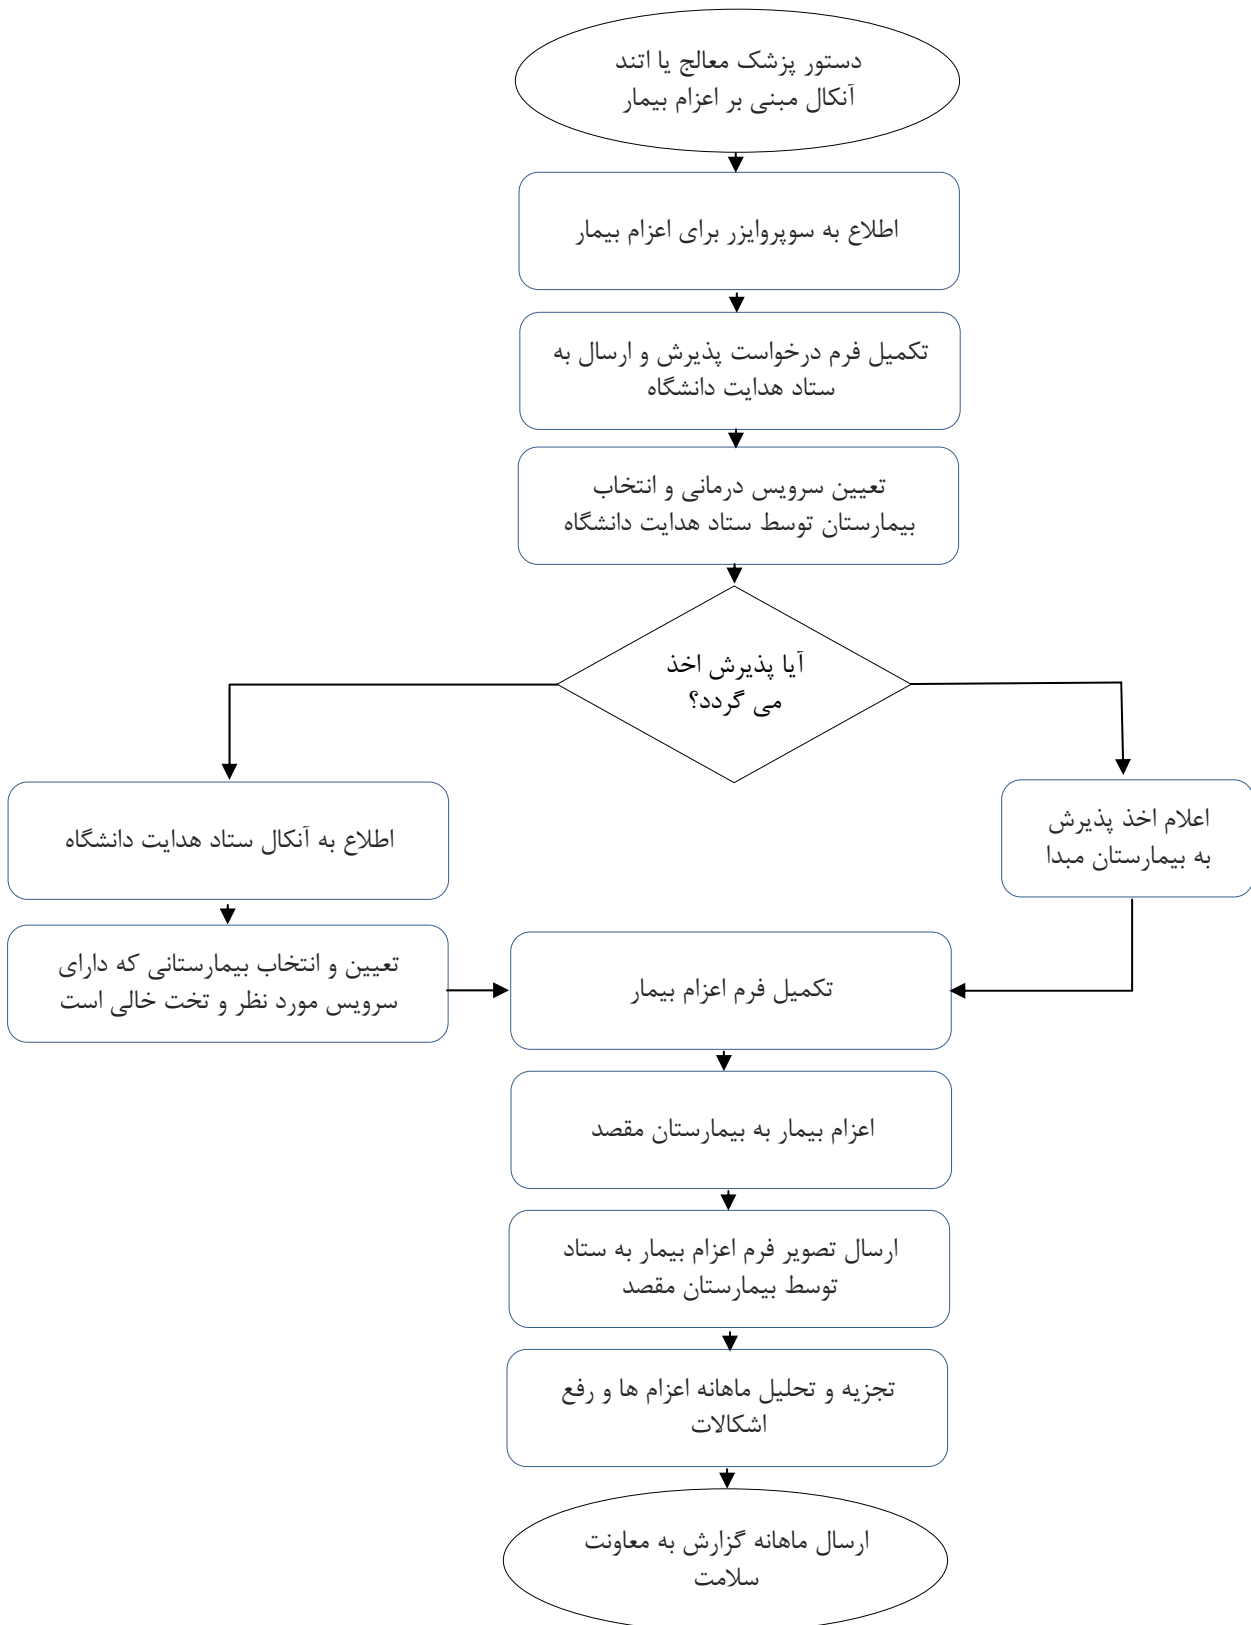 دستور پزشک معالج یا اتند
آنکال مبنی بر اعزام بیمار
اطلاع به سوپروایزر برای اعزام بیمار
تکمیل فرم درخواست پذیرش و ارسال به
ستاد هدایت دانشگاه
تعیین سرویس درمانی و انتخاب
بیمارستان توسط ستاد هدایت دانشگاه
آیا پذیرش اخذ
می گردد؟
اعلام اخذ پذیرش
به بیمارستان مبدا
اطلاع به آنکال ستاد هدایت دانشگاه
تعیین و انتخاب بیمارستانی که دارای
سرویس مورد نظر و تخت خالی است
تکمیل فرم اعزام بیمار
اعزام بیمار به بیمارستان مقصد
ارسال تصویر فرم اعزام بیمار به ستاد
توسط بیمارستان مقصد
تجزیه و تحلیل ماهانه اعزام ها و رفع
اشکالات
ارسال ماهانه گزارش به معاونت
سلامت